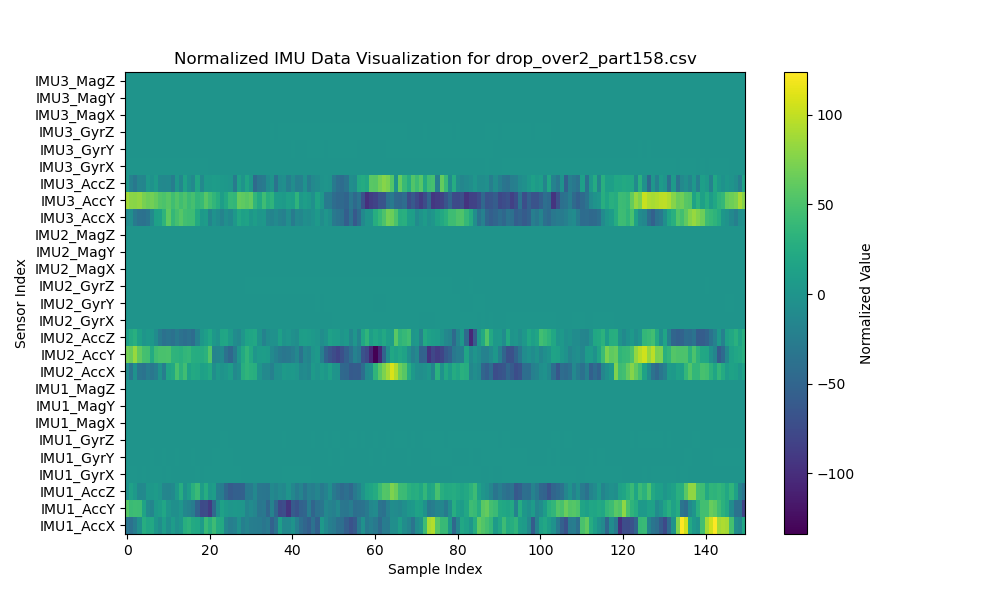 Normalized IMU Data Visualization for drop_over2_part158.csv
IMU3_MagZ
IMU3_MagY
IMU3_MagX
IMU3_GyrZ
IMU3_GyrY
IMU3_GyrX
IMU3_AccZ
IMU3_AccY
IMU3_AccX
IMU2_MagZ
IMU2_MagY
IMU2_MagX
IMU2_GyrZ
IMU2_GyrY
IMU2_GyrX
IMU2_AccZ
IMU2_AccY
IMU2_AccX
IMU1_MagZ
IMU1_MagY
IMU1_MagX
IMU1_GyrZ
IMU1_GyrY
IMU1_GyrX
IMU1_AccZ
IMU1_AccY
IMU1_AccX
Sensor Index
0 20 40 60 80 100 120 140
Sample Index
100
50
0
−50
−100
Normalized Value